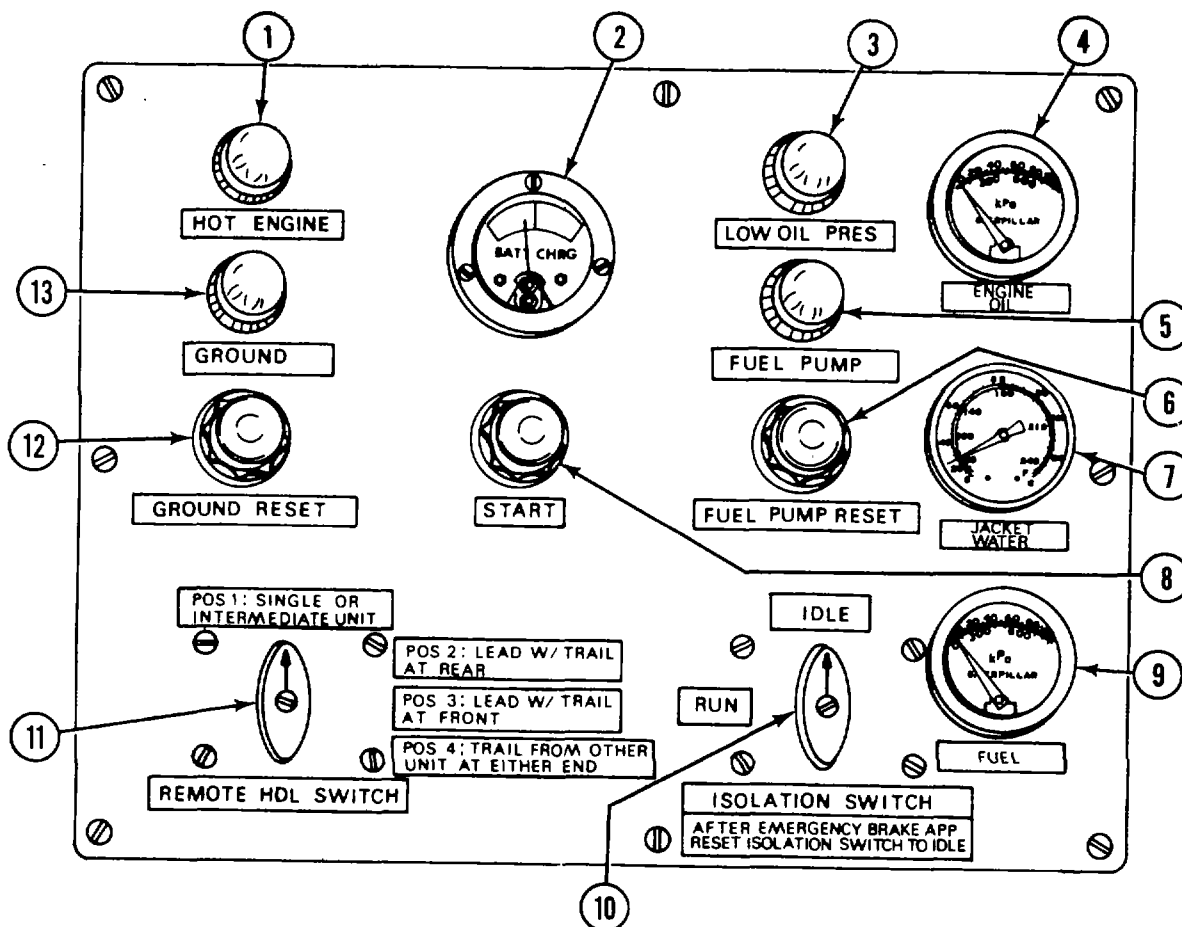 1
2
3
4
HOT ENGINE
BATT CHRG
LOW OIL PRES
kPa
CATERPILLAR
ENGINE
OIL
13
GROUND
FUEL PUMP
5
6
12
GROUND RESET
START
FUEL PUMP RESET
7
JACKET
WATER
8
POS 1: SINGLE OR
INTERMEDIATE UNIT
IDLE
POS 2: LEAD W/ TRAIL
AT REAR
POS 3: LEAD W/ TRAIL
AT FRONT
POS 4: TRAIL FROM OTHER
UNIT AT EITHER END
RUN
kPa
CATERPILLAR
9
FUEL
11
REMOTE HDL SWITCH
ISOLATION SWITCH
AFTER EMERGENCY BRAKE APP
RESET ISOLATION SWITCH TO IDLE
10